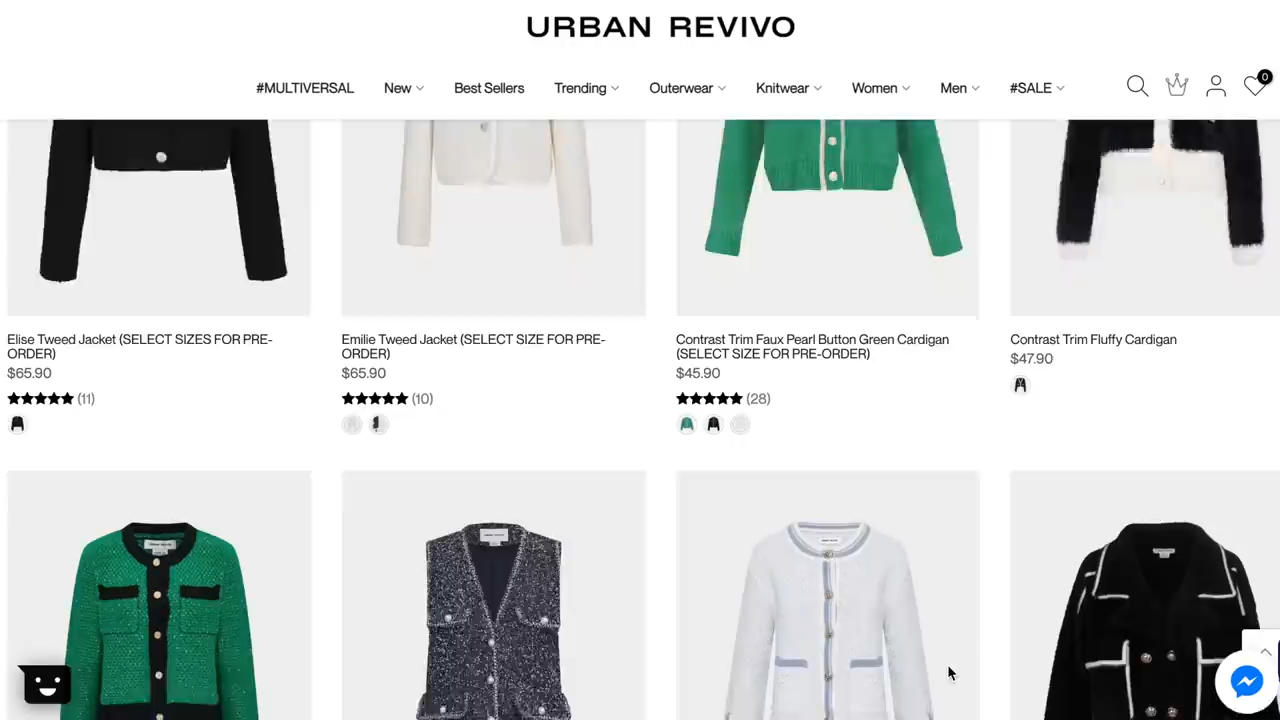 URBAN REVIVO
#MULTIVERSAL New Best Sellers Trending Outerwear Knitwear Women Men #SALE 0
Elise Tweed Jacket (SELECT SIZES FOR PRE-
ORDER)
$65.90
(11)
Emilie Tweed Jacket (SELECT SIZE FOR PRE-
ORDER)
$65.90
(10)
Contrast Trim Faux Pearl Button Green Cardigan
(SELECT SIZE FOR PRE-ORDER)
$45.90
(28)
Contrast Trim Fluffy Cardigan
$47.90